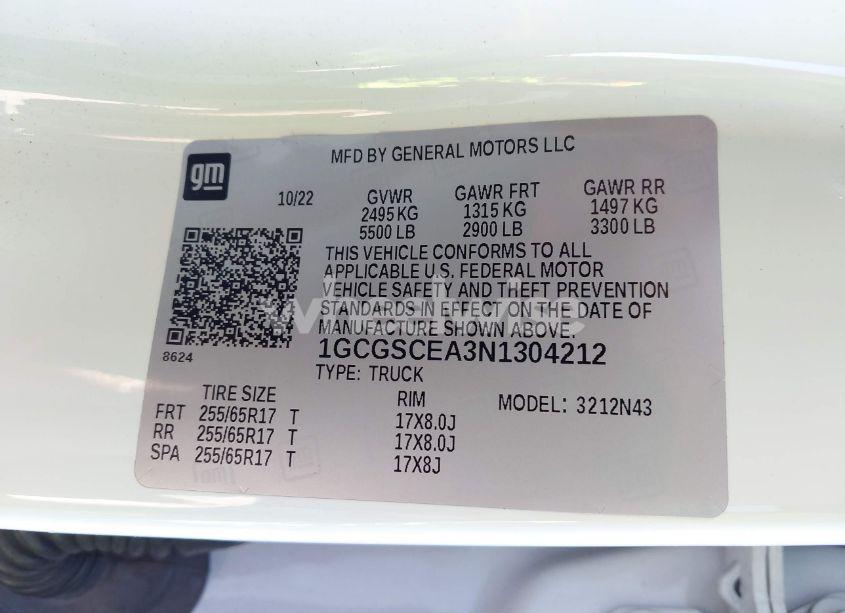 gm
MFD BY GENERAL MOTORS LLC
10/22
GVWR GAWR FRT GAWR RR
2495 KG 1315 KG 1497 KG
5500 LB 2900 LB 3300 LB
THIS VEHICLE CONFORMS TO ALL
APPLICABLE U.S. FEDERAL MOTOR
VEHICLE SAFETY AND THEFT PREVENTION
STANDARDS IN EFFECT ON THE DATE OF
MANUFACTURE SHOWN ABOVE.
8624
1GCGSCEA3N1304212
TYPE: TRUCK
TIRE SIZE RIM MODEL: 3212N43
FRT 255/65R17 T 17X8.0J
RR 255/65R17 T 17X8.0J
SPA 255/65R17 T 17X8J